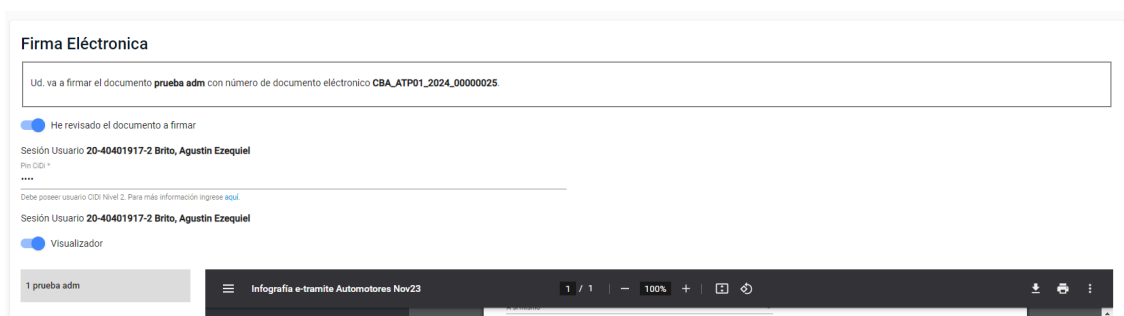 Firma Eléctronica
Ud. va a firmar el documento prueba adm con número de documento eléctronico CBA_ATP01_2024_00000025.
He revisado el documento a firmar
Sesión Usuario 20-40401917-2 Brito, Agustin Ezequiel
Pin CIDI *
••••
Debe poseer usuario CIDI Nivel 2. Para más información ingrese aquí.
Sesión Usuario 20-40401917-2 Brito, Agustin Ezequiel
Visualizador
1 prueba adm
Infografía e-tramite Automotores Nov23 1 / 1 | — 100% + |